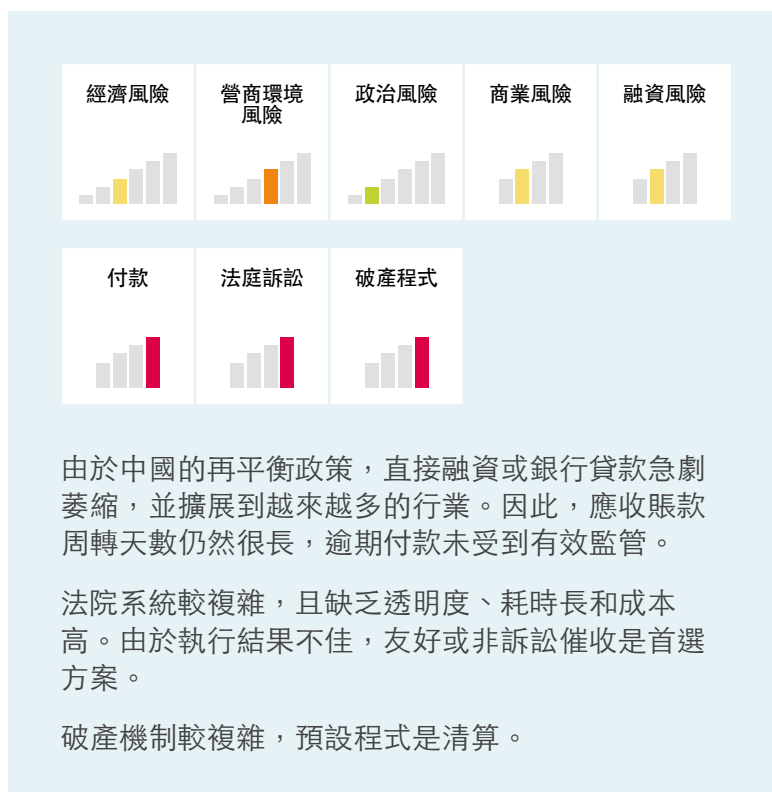 經濟風險
營商環境
風險
政治風險
商業風險
融資風險
付款
法庭訴訟
破產程式
由於中國的再平衡政策，直接融資或銀行貸款急劇
萎縮，並擴展到越來越多的行業。因此，應收賬款
周轉天數仍然很長，逾期付款未受到有效監管。
法院系統較複雜，且缺乏透明度、耗時長和成本
高。由於執行結果不佳，友好或非訴訟催收是首選
方案。
破產機制較複雜，預設程式是清算。